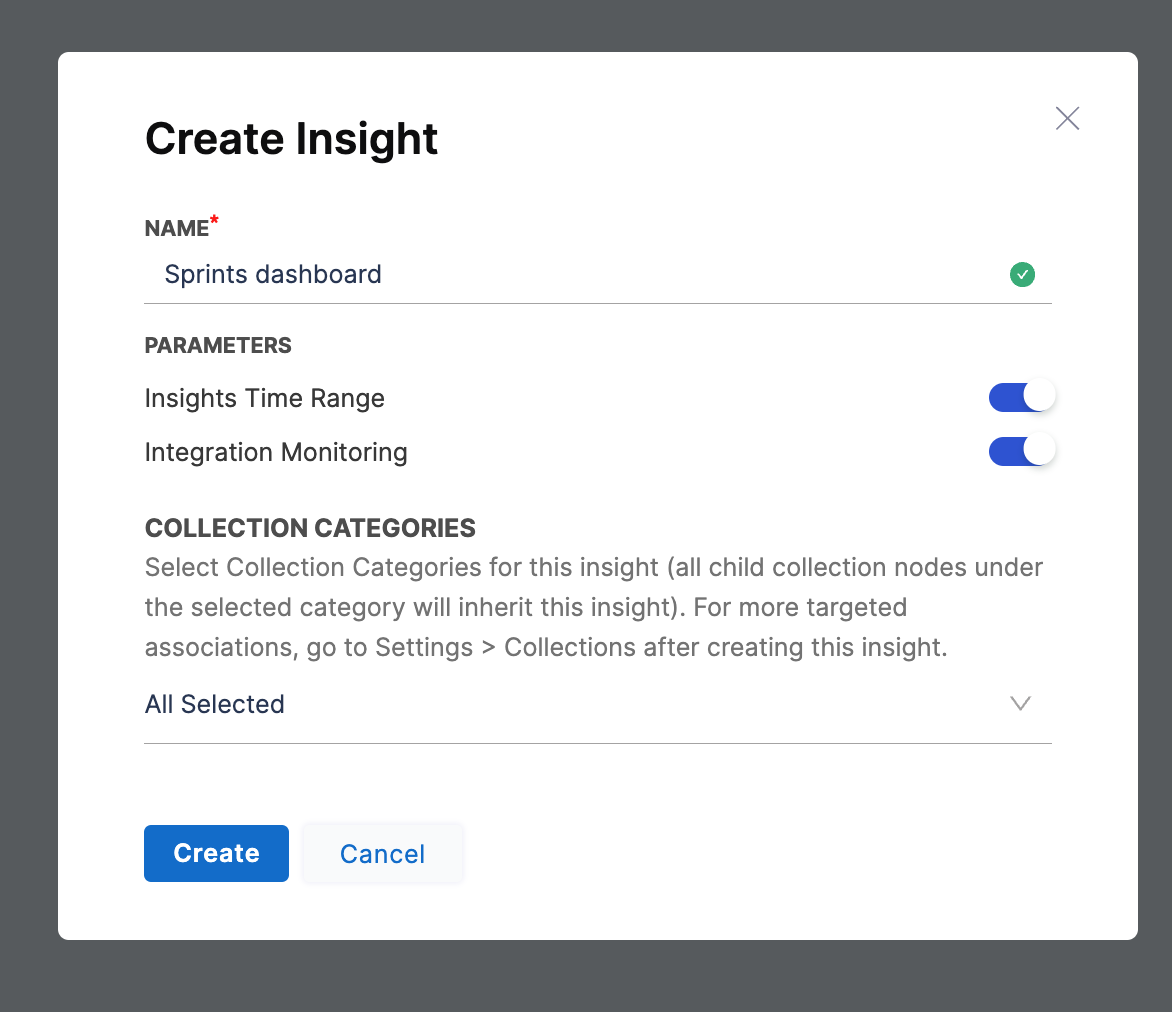 Create Insight
NAME*
Sprints dashboard
PARAMETERS
Insights Time Range
Integration Monitoring
COLLECTION CATEGORIES
Select Collection Categories for this insight (all child collection nodes under
the selected category will inherit this insight). For more targeted
associations, go to Settings > Collections after creating this insight.
All Selected
Create
Cancel